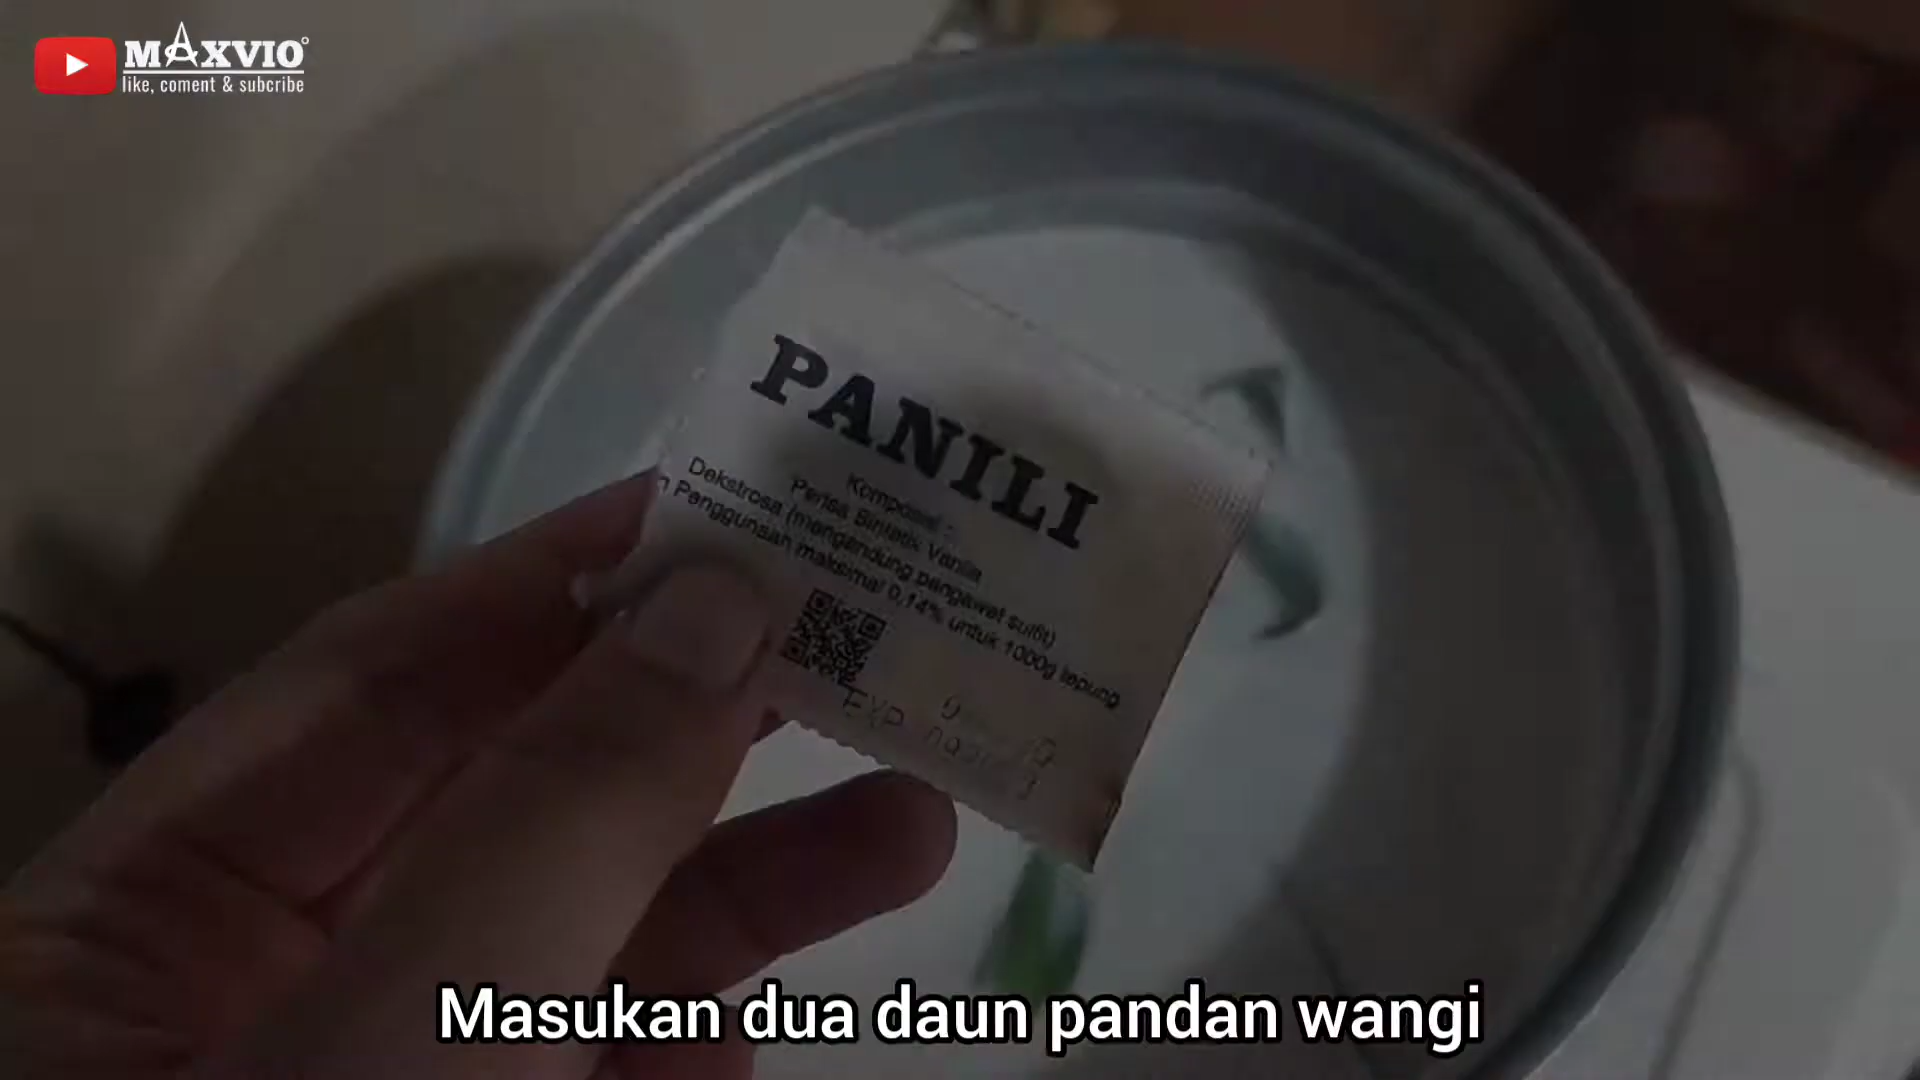 MAXVIO
like, coment & subcribe
PANILI
Komposisi :
Perisa Sintetik Vanila
Dekstrosa (mengandung pengawet sulfit)
Penggunaan maksimal 0,14% untuk 1000g tepung
EXP
Masukan dua daun pandan wangi